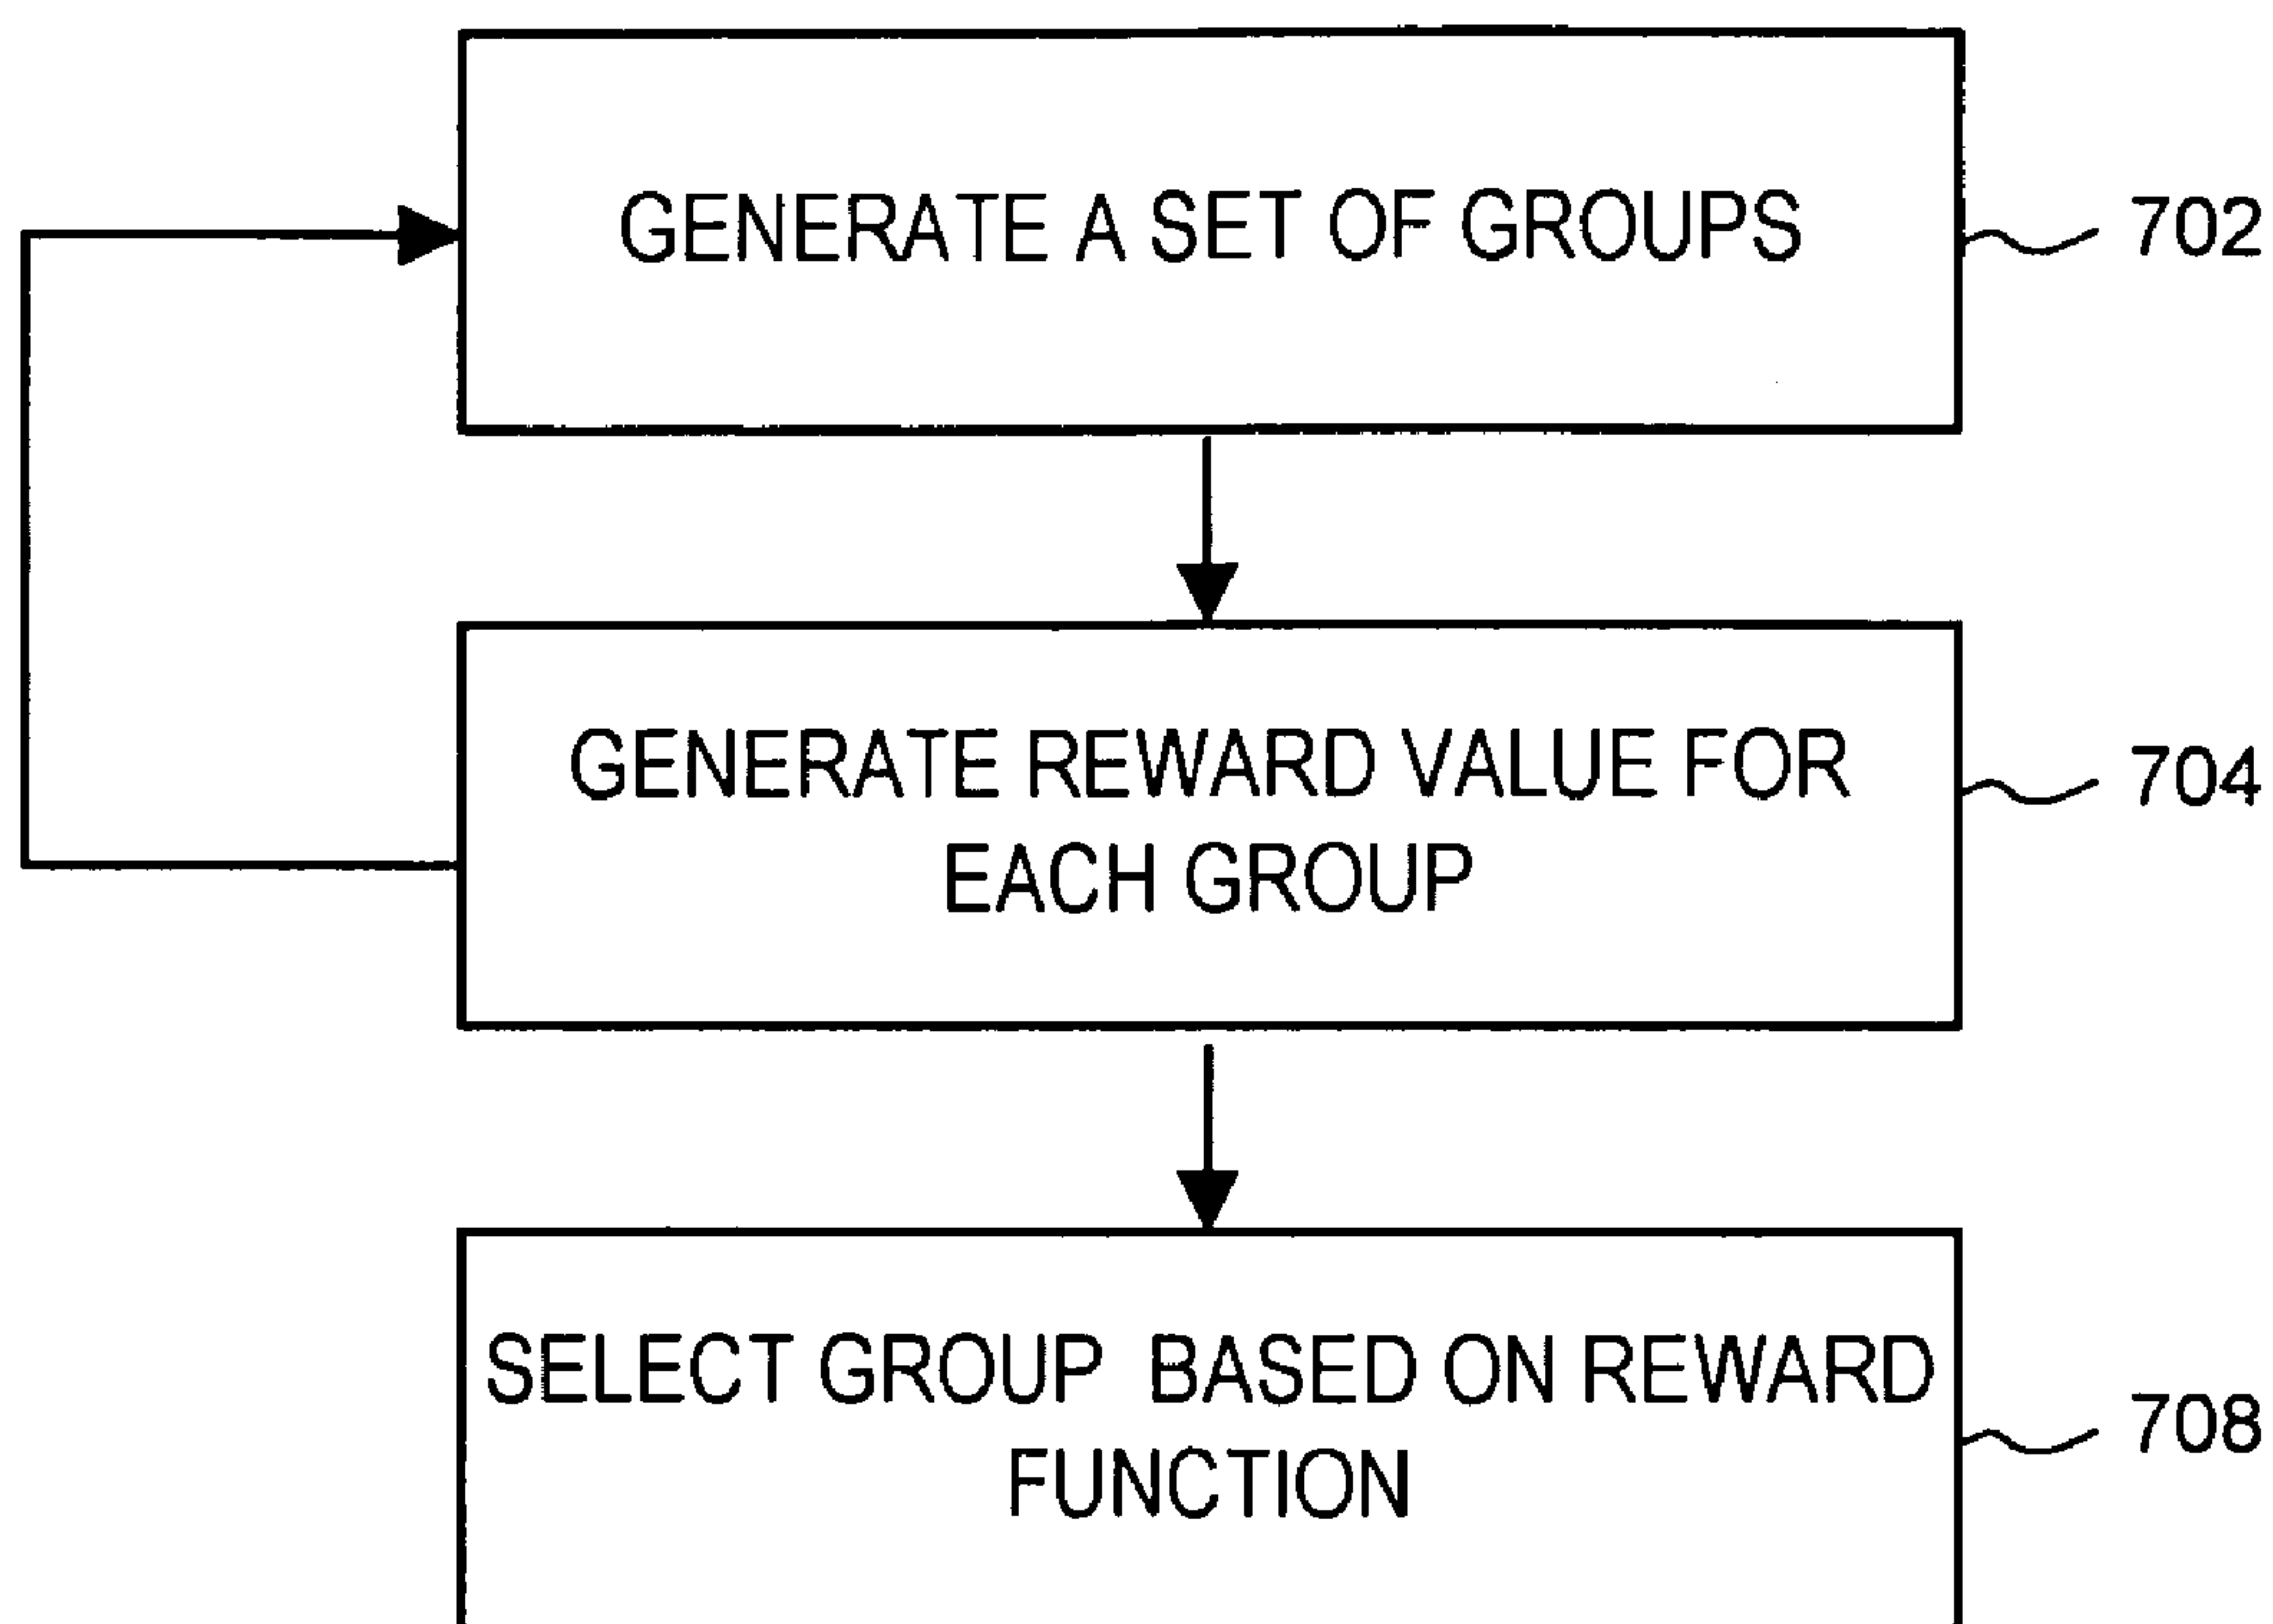 GENERATE A SET OF GROUPS
702
GENERATE REWARD VALUE FOR
EACH GROUP
704
SELECT GROUP BASED ON REWARD
FUNCTION
708